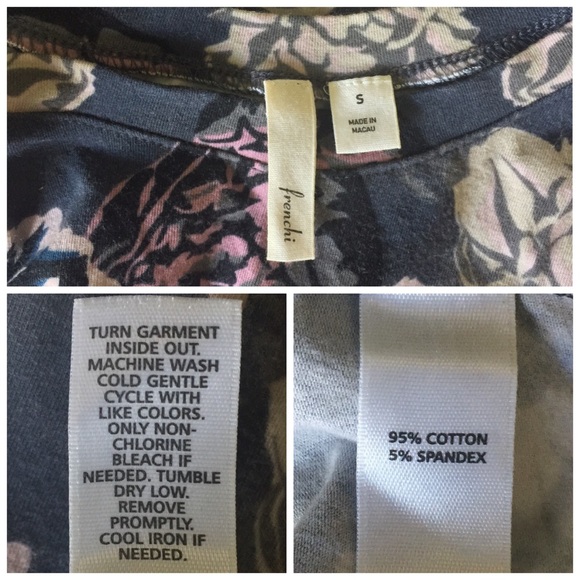 frenchi
S
MADE IN
MACAU
TURN GARMENT
INSIDE OUT.
MACHINE WASH
COLD GENTLE
CYCLE WITH
LIKE COLORS.
ONLY NON-
CHLORINE
BLEACH IF
NEEDED. TUMBLE
DRY LOW.
REMOVE
PROMPTLY.
COOL IRON IF
NEEDED.
95% COTTON
5% SPANDEX